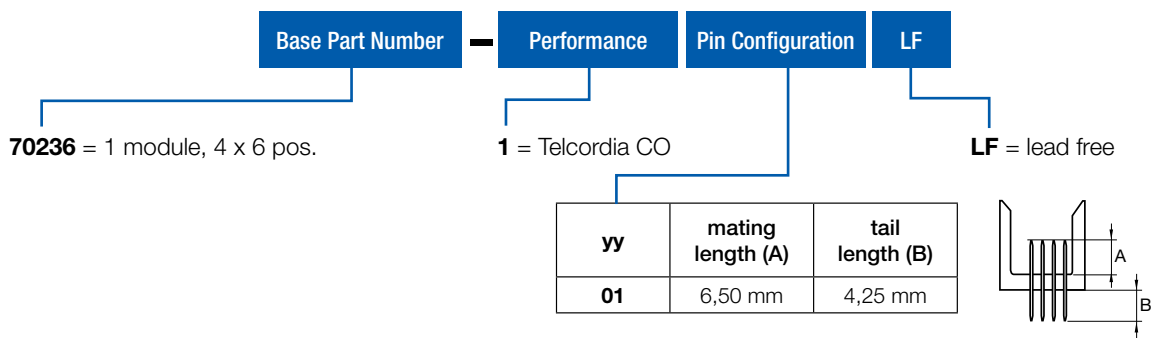 Base Part Number – Performance Pin Configuration LF
70236 = 1 module, 4 x 6 pos.
1 = Telcordia CO
LF = lead free
yy mating length (A) tail length (B)
01 6,50 mm 4,25 mm
A
B